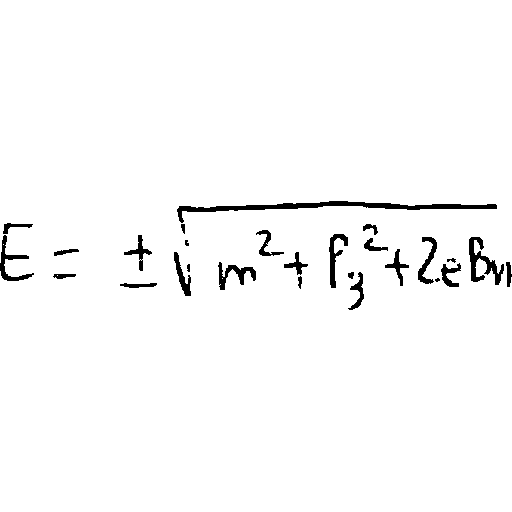 E = ± √(m² + p₃² + 2eBn)